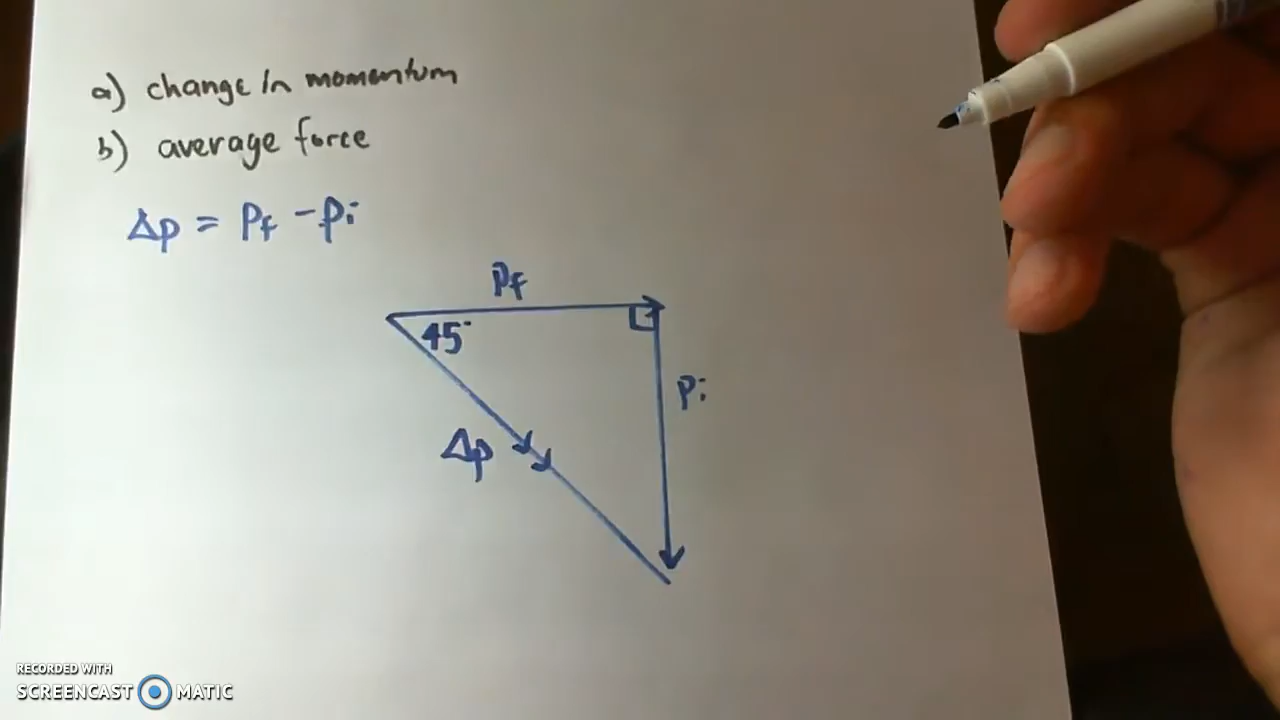 a) change in momentum
b) average force
Δp = Pf - Pi
Pf
45°
Pi
Δp
RECORDED WITH
SCREENCAST MATIC